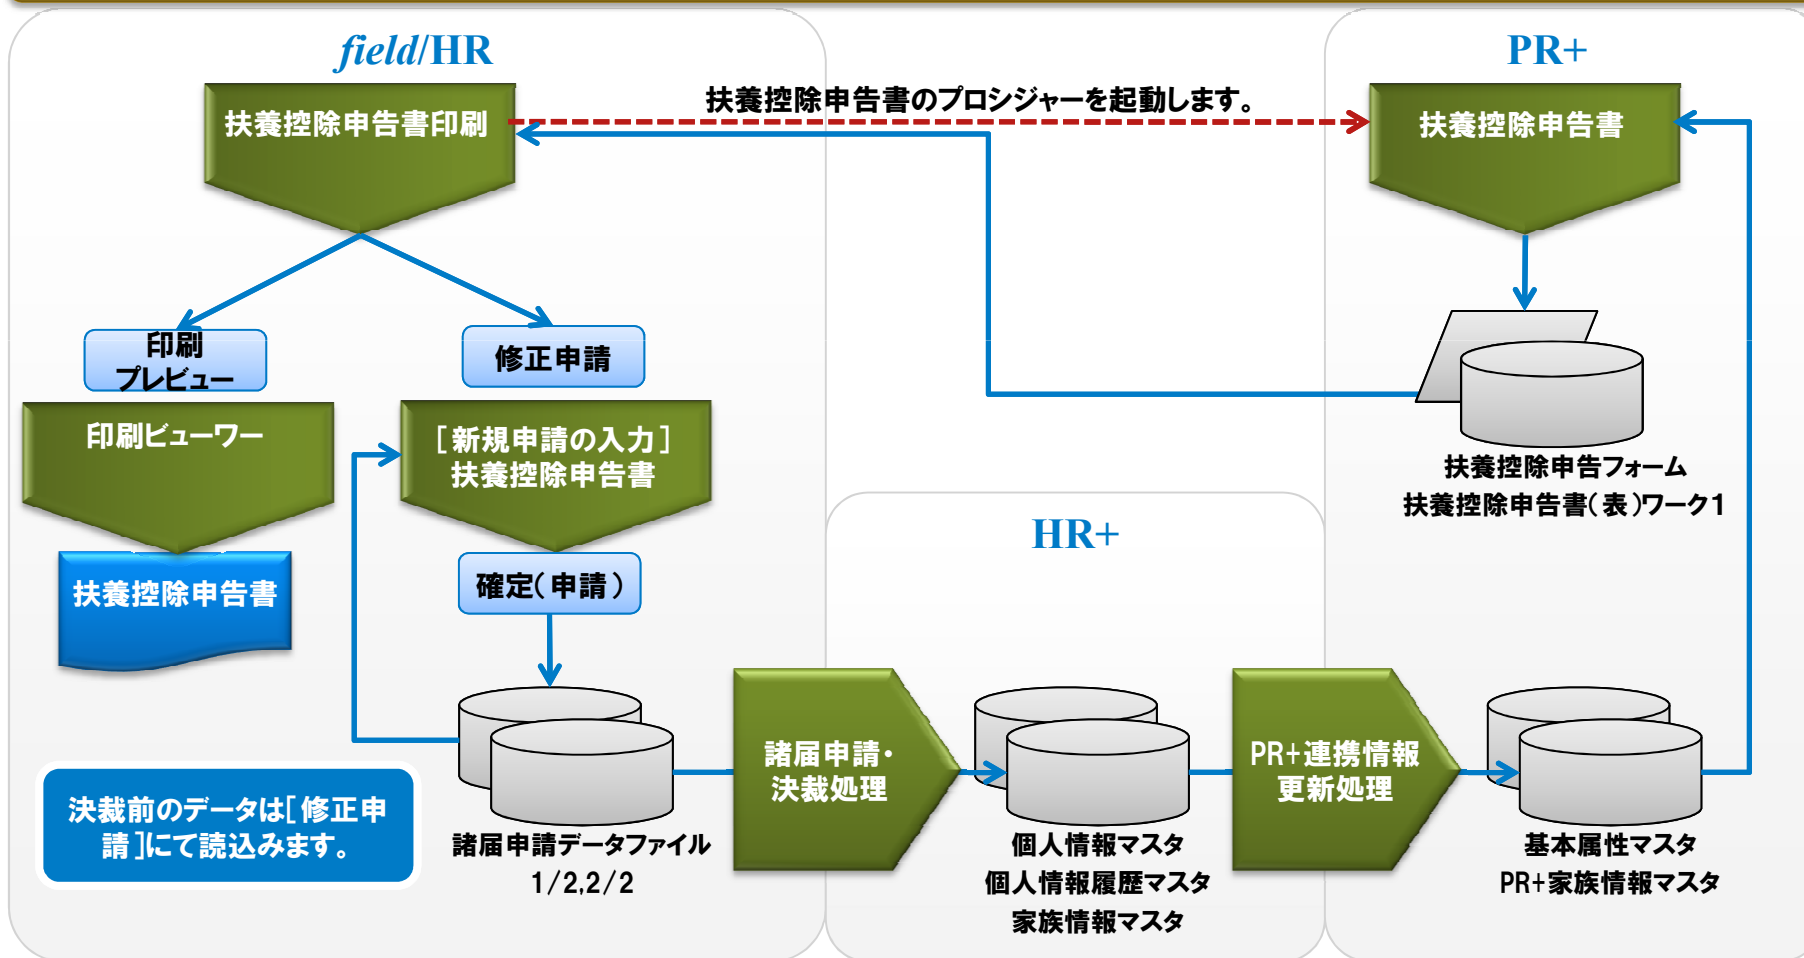 field/HR
PR+
扶養控除申告書のプロシジャーを起動します。
扶養控除申告書印刷
扶養控除申告書
印刷
プレビュー
修正申請
印刷ビューワー
[新規申請の入力]
扶養控除申告書
扶養控除申告フォーム
扶養控除申告書(表)ワーク1
HR+
扶養控除申告書
確定(申請)
諸届申請・
決裁処理
PR+連携情報
更新処理
決裁前のデータは[修正申
請]にて読込みます。
諸届申請データファイル
1/2,2/2
個人情報マスタ
個人情報履歴マスタ
家族情報マスタ
基本属性マスタ
PR+家族情報マスタ